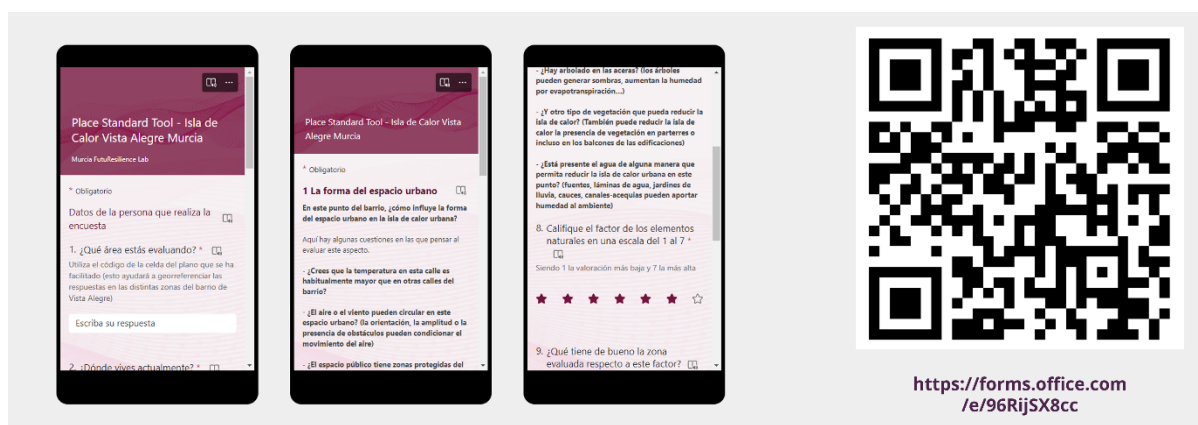 Place Standard Tool - Isla de
Calor Vista Alegre Murcia
Murcia FutuResilience Lab
* Obligatorio
Datos de la persona que realiza la
encuesta
1. ¿Qué área estás evaluando? *
Utiliza el código de la celda del plano que se ha
facilitado (esto ayudará a georreferenciar las
respuestas en las distintas zonas del barrio de
Vista Alegre)
Escriba su respuesta
2. ¿Dónde vives actualmente? *
Place Standard Tool - Isla de Calor Vista
Alegre Murcia
* Obligatorio
1 La forma del espacio urbano
En este punto del barrio, ¿cómo influye la forma
del espacio urbano en la isla de calor urbana?
Aquí hay algunas cuestiones en las que pensar al
evaluar este aspecto.
- ¿Crees que la temperatura en esta calle es
habitualmente mayor que en otras calles del
barrio?
- ¿El aire o el viento pueden circular en este
espacio urbano? (la orientación, la amplitud o la
presencia de obstáculos pueden condicionar el
movimiento del aire)
- ¿El espacio público tiene zonas protegidas del
- ¿Hay arbolado en las aceras? (los árboles
pueden generar sombras, aumentan la humedad
por evapotranspiración...)
- ¿Y otro tipo de vegetación que pueda reducir la
isla de calor? (También puede reducir la isla de
calor la presencia de vegetación en parterres o
incluso en los balcones de las edificaciones)
- ¿Está presente el agua de alguna manera que
permita reducir la isla de calor urbana en este
punto? (fuentes, láminas de agua, jardines de
lluvia, cauces, canales-acequias pueden aportar
humedad al ambiente)
8. Califique el factor de los elementos
naturales en una escala del 1 al 7 *
Siendo 1 la valoración más baja y 7 la más alta
9. ¿Qué tiene de bueno la zona
evaluada respecto a este factor?
https://forms.office.com
/e/96RijSX8cc